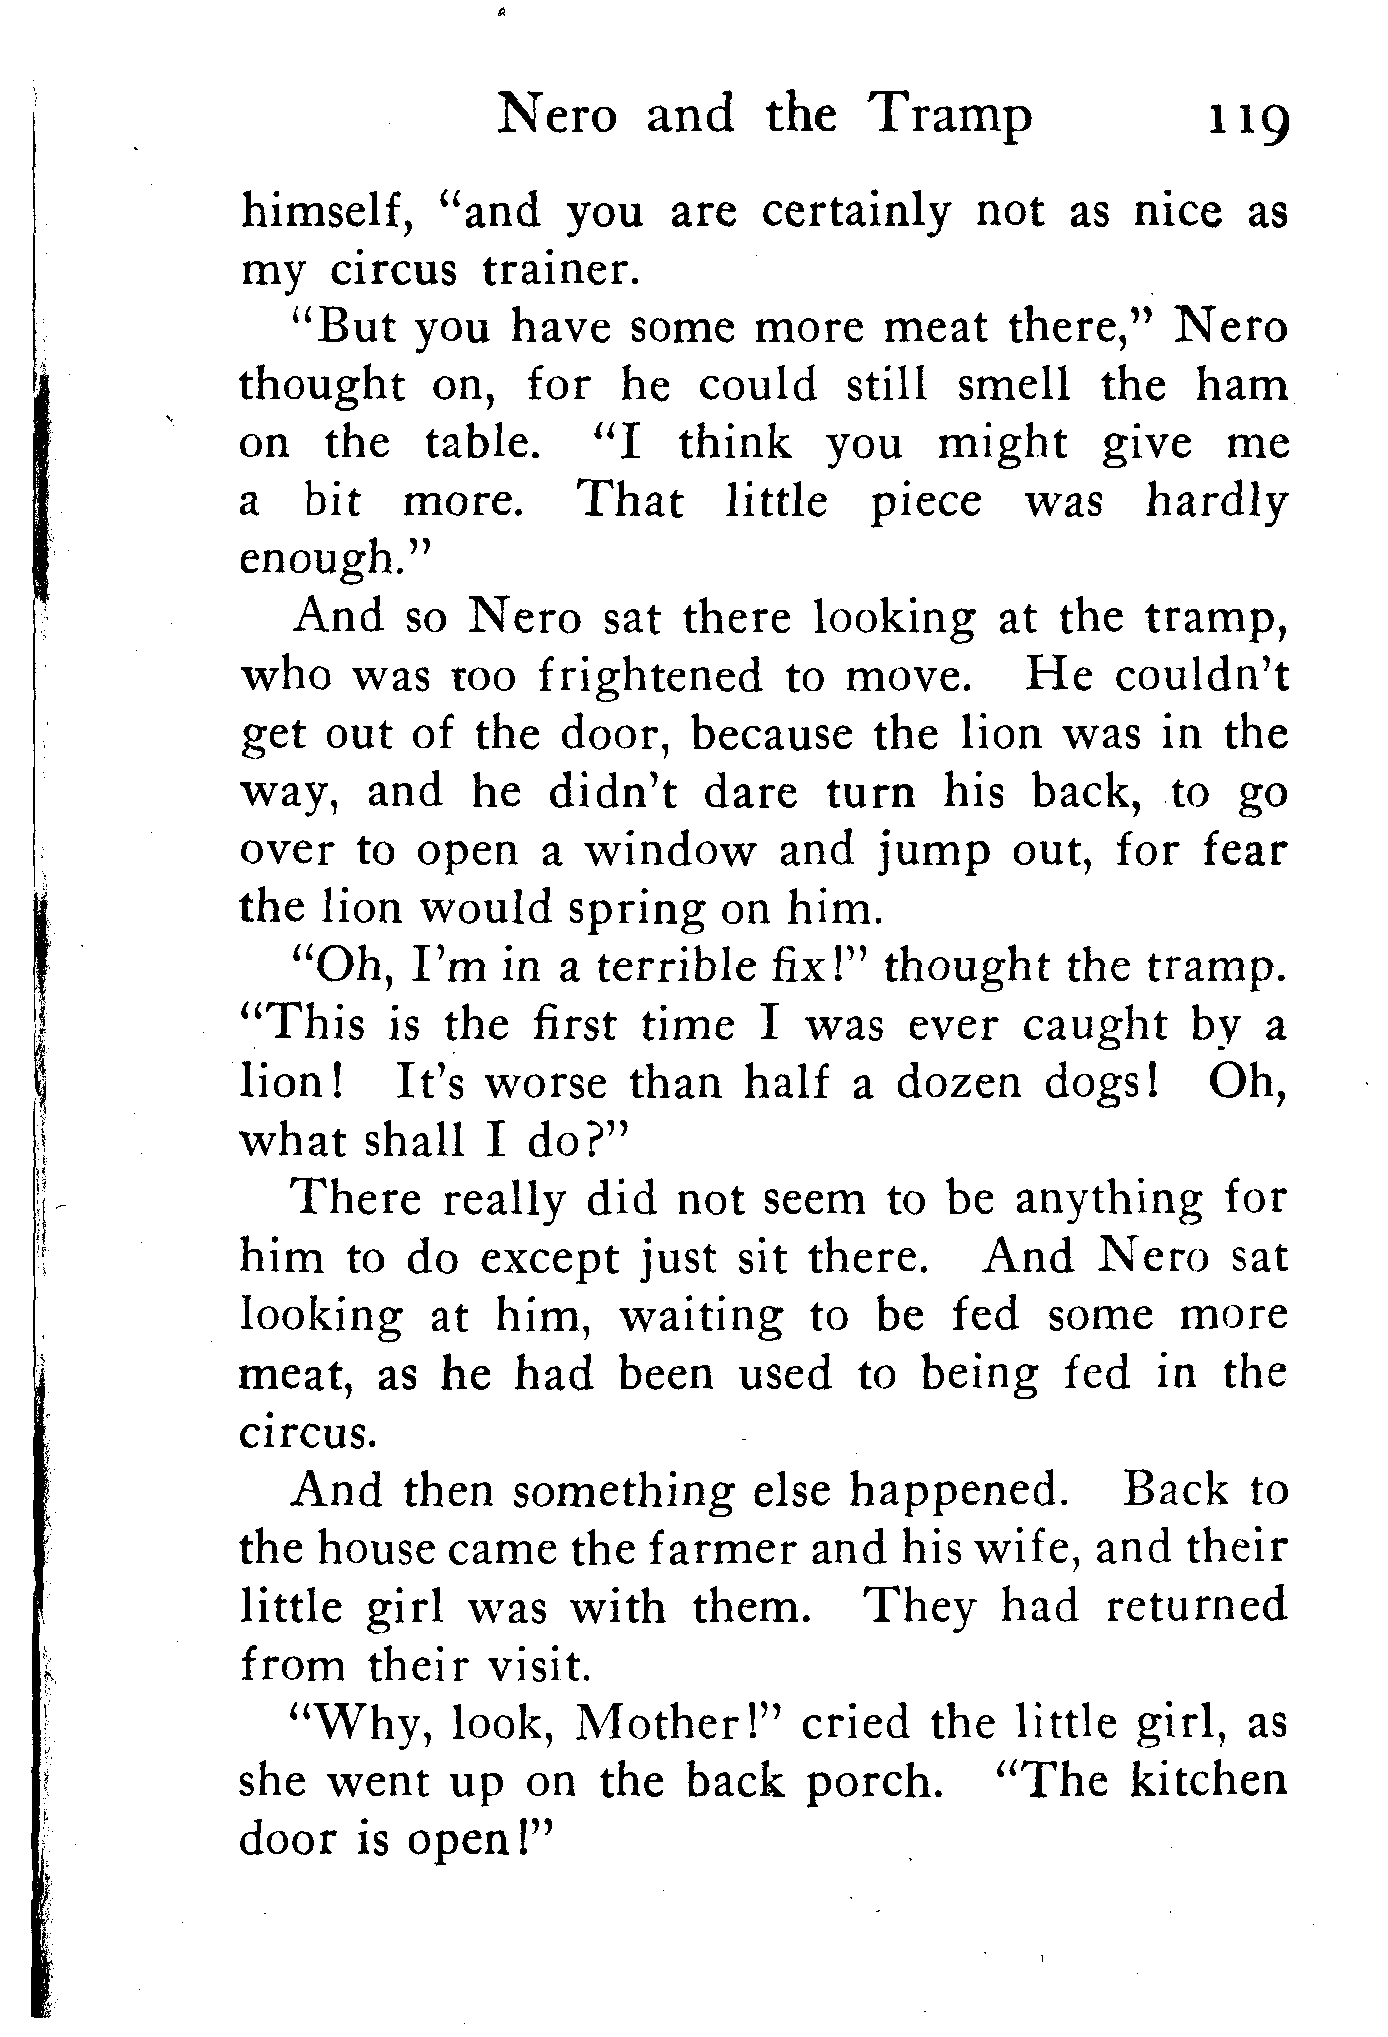 Nero and the Tramp 119
himself, "and you are certainly not as nice as
my circus trainer.
"But you have some more meat there," Nero
thought on, for he could still smell the ham
on the table. "I think you might give me
a bit more. That little piece was hardly
enough."
And so Nero sat there looking at the tramp,
who was too frightened to move. He couldn't
get out of the door, because the lion was in the
way, and he didn't dare turn his back, to go
over to open a window and jump out, for fear
the lion would spring on him.
"Oh, I'm in a terrible fix!" thought the tramp.
"This is the first time I was ever caught by a
lion! It's worse than half a dozen dogs! Oh,
what shall I do?"
There really did not seem to be anything for
him to do except just sit there. And Nero sat
looking at him, waiting to be fed some more
meat, as he had been used to being fed in the
circus.
And then something else happened. Back to
the house came the farmer and his wife, and their
little girl was with them. They had returned
from their visit.
"Why, look, Mother!" cried the little girl, as
she went up on the back porch. "The kitchen
door is open!"